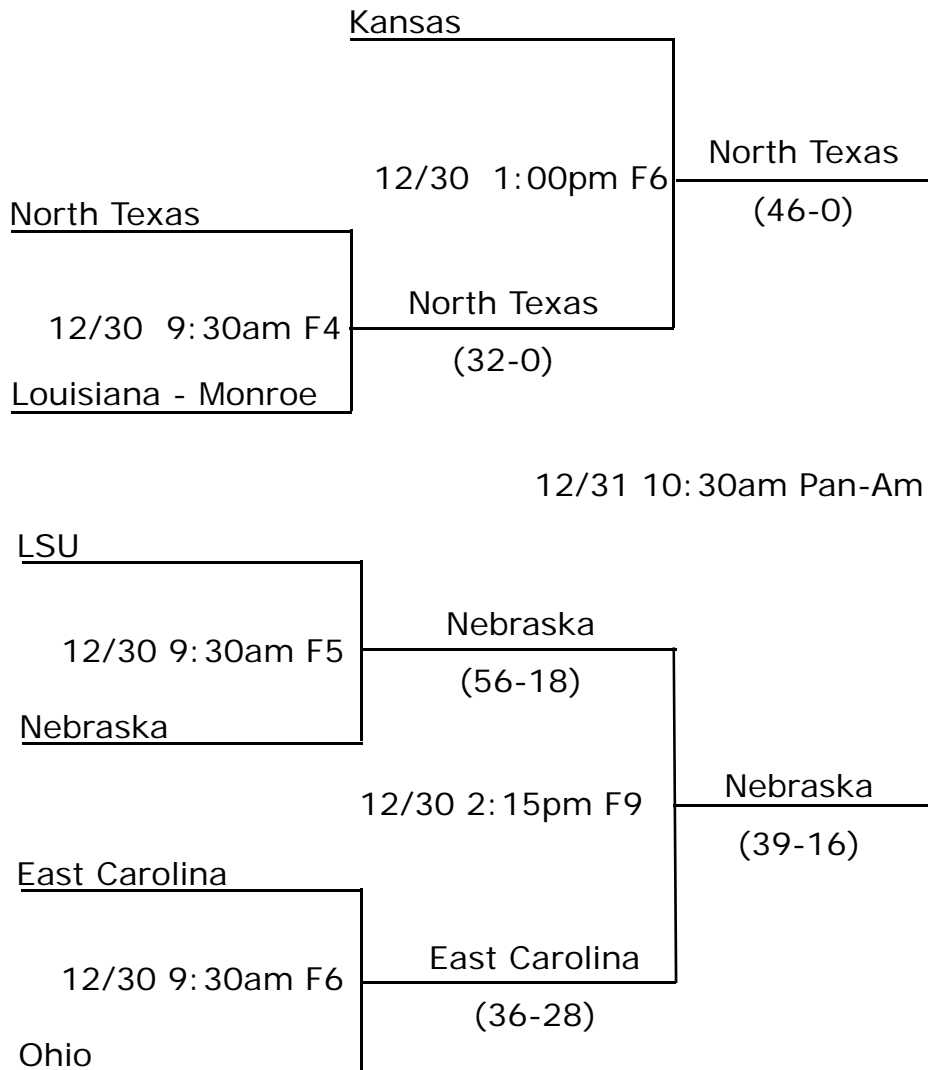 Kansas
North Texas
12/30 1:00pm F6
(46-0)
North Texas
North Texas
12/30 9:30am F4
(32-0)
Louisiana - Monroe
12/31 10:30am Pan-Am
LSU
Nebraska
12/30 9:30am F5
(56-18)
Nebraska
Nebraska
12/30 2:15pm F9
(39-16)
East Carolina
East Carolina
12/30 9:30am F6
(36-28)
Ohio